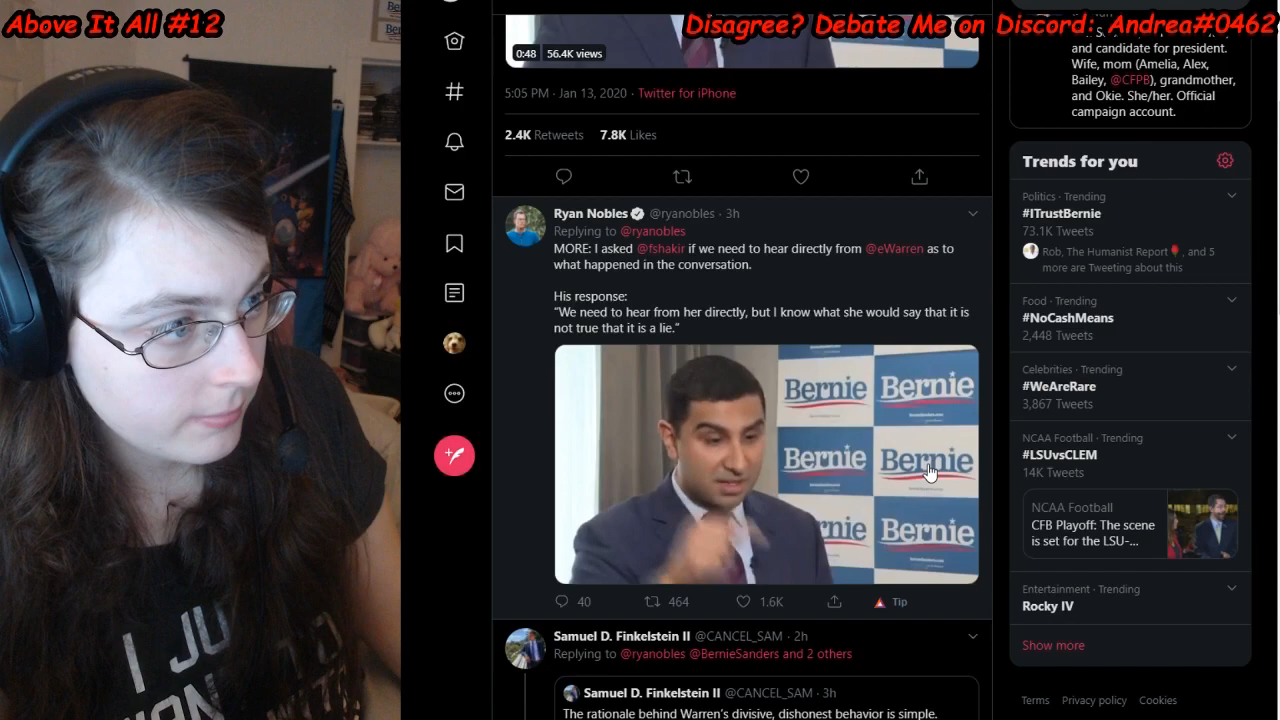 Above It All #12
Disagree? Debate Me on Discord: Andrea#0462
and candidate for president.
Wife, mom (Amelia, Alex,
Bailey, @CFPB), grandmother,
and Okie. She/her. Official
campaign account.
0:48 56.4K views
5:05 PM · Jan 13, 2020 · Twitter for iPhone
2.4K Retweets 7.8K Likes
Ryan Nobles @ryanobles · 3h
Replying to @ryanobles
MORE: I asked @fshakir if we need to hear directly from @eWarren as to
what happened in the conversation.
His response:
“We need to hear from her directly, but I know what she would say that it is
not true that it is a lie.”
Bernie Bernie
Bernie Bernie
Bernie
40 464 1.6K Tip
Samuel D. Finkelstein II @CANCEL_SAM · 2h
Replying to @ryanobles @BernieSanders and 2 others
Samuel D. Finkelstein II @CANCEL_SAM · 3h
The rationale behind Warren's divisive, dishonest behavior is simple.
Trends for you
Politics · Trending
#ITrustBernie
73.1K Tweets
Rob, The Humanist Report🌹, and 5
more are Tweeting about this
Food · Trending
#NoCashMeans
2,448 Tweets
Celebrities · Trending
#WeAreRare
3,867 Tweets
NCAA Football · Trending
#LSUvsCLEM
14K Tweets
NCAA Football
CFB Playoff: The scene
is set for the LSU-...
Entertainment · Trending
Rocky IV
Show more
Terms Privacy policy Cookies
I JU